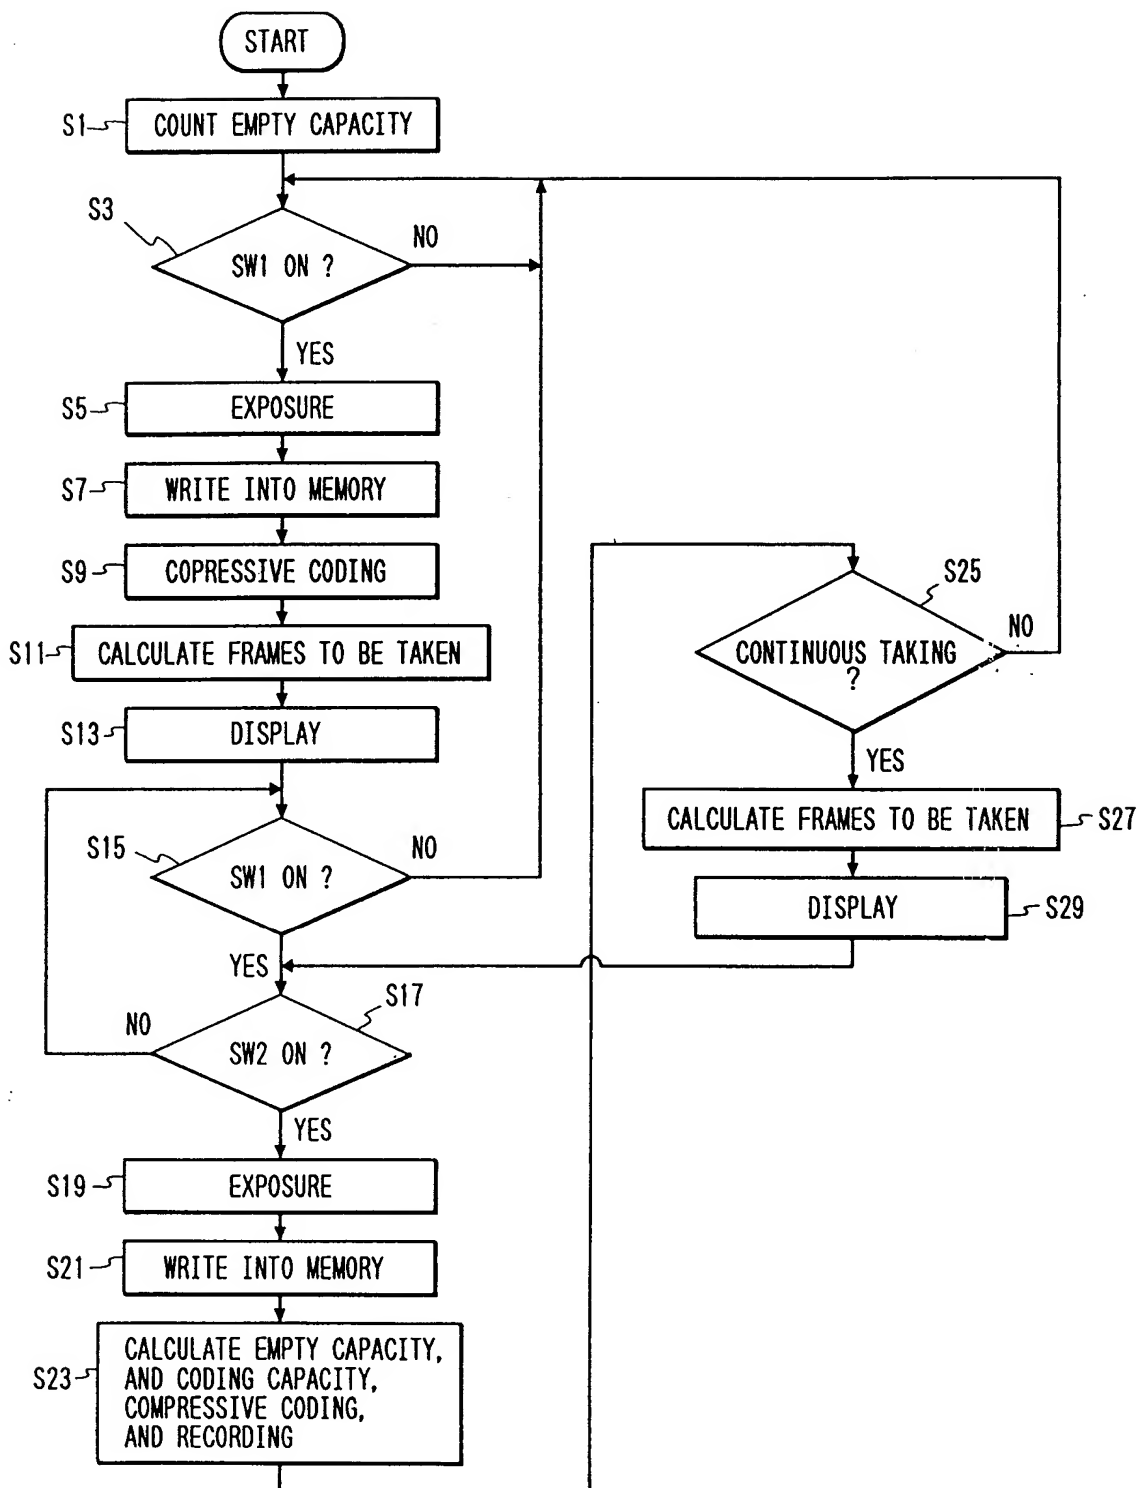 START
S1
COUNT EMPTY CAPACITY
S3
SW1 ON ?
NO
YES
S5
EXPOSURE
S7
WRITE INTO MEMORY
S9
COPRESSIVE CODING
S11
CALCULATE FRAMES TO BE TAKEN
S13
DISPLAY
S15
SW1 ON ?
NO
YES
S17
SW2 ON ?
NO
YES
S19
EXPOSURE
S21
WRITE INTO MEMORY
S23
CALCULATE EMPTY CAPACITY,
AND CODING CAPACITY,
COMPRESSIVE CODING,
AND RECORDING
S25
CONTINUOUS TAKING
?
NO
YES
CALCULATE FRAMES TO BE TAKEN
S27
DISPLAY
S29